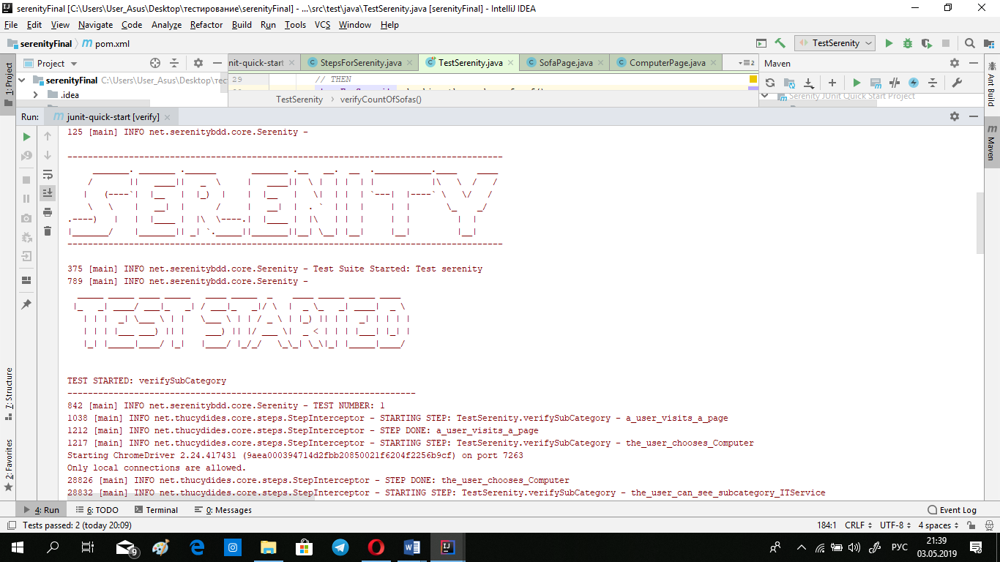 serenityFinal [C:\Users\User_Asus\Desktop\тестирование\serenityFinal] - ...\src\test\java\TestSerenity.java [serenityFinal] - IntelliJ IDEA
File Edit View Navigate Code Analyze Refactor Build Run Tools VCS Window Help
serenityFinal pom.xml TestSerenity
1: Project
Project
nit-quick-start StepsForSerenity.java TestSerenity.java SofaPage.java ComputerPage.java
2
Maven
serenityFinal C:\Users\User_Asus\Desktop\тес
.idea
29 // THEN
TestSerenity verifyCountOfSofas()
Serenity JUnit Quick Start Project
Ant Build
Maven
Run: junit-quick-start [verify]
125 [main] INFO net.serenitybdd.core.Serenity -
SERENITY
375 [main] INFO net.serenitybdd.core.Serenity - Test Suite Started: Test serenity
789 [main] INFO net.serenitybdd.core.Serenity -
TEST STARTED
TEST STARTED: verifySubCategory
----------------------------------------------------------------------
842 [main] INFO net.serenitybdd.core.Serenity - TEST NUMBER: 1
1038 [main] INFO net.thucydides.core.steps.StepInterceptor - STARTING STEP: TestSerenity.verifySubCategory - a_user_visits_a_page
1212 [main] INFO net.thucydides.core.steps.StepInterceptor - STEP DONE: a_user_visits_a_page
1217 [main] INFO net.thucydides.core.steps.StepInterceptor - STARTING STEP: TestSerenity.verifySubCategory - the_user_chooses_Computer
Starting ChromeDriver 2.24.417431 (9aea000394714d2fbb20850021f6204f2256b9cf) on port 7263
Only local connections are allowed.
28826 [main] INFO net.thucydides.core.steps.StepInterceptor - STEP DONE: the_user_chooses_Computer
28832 [main] INFO net.thucydides.core.steps.StepInterceptor - STARTING STEP: TestSerenity.verifySubCategory - the_user_can_see_subcategory_ITService
7: Structure
2: Favorites
4: Run 6: TODO Terminal 0: Messages Event Log
Tests passed: 2 (today 20:09) 184:1 CRLF UTF-8 4 spaces
9
РУС
21:39
03.05.2019